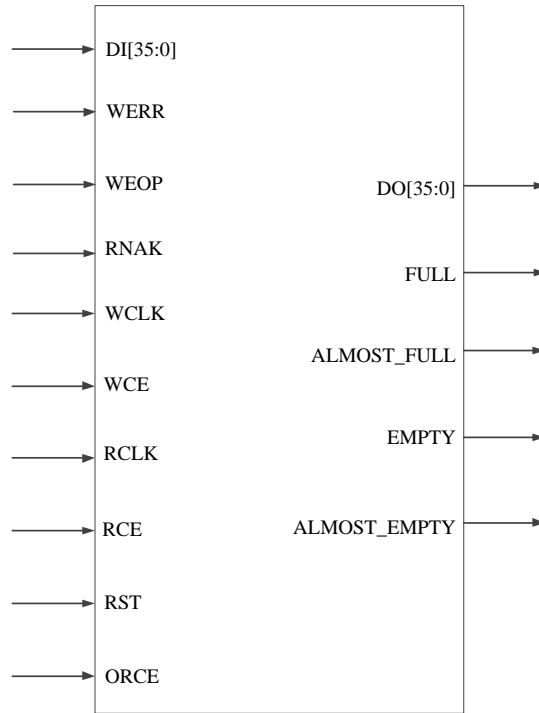 DI[35:0]
WERR
WEOP
RNAK
WCLK
WCE
RCLK
RCE
RST
ORCE
DO[35:0]
FULL
ALMOST_FULL
EMPTY
ALMOST_EMPTY